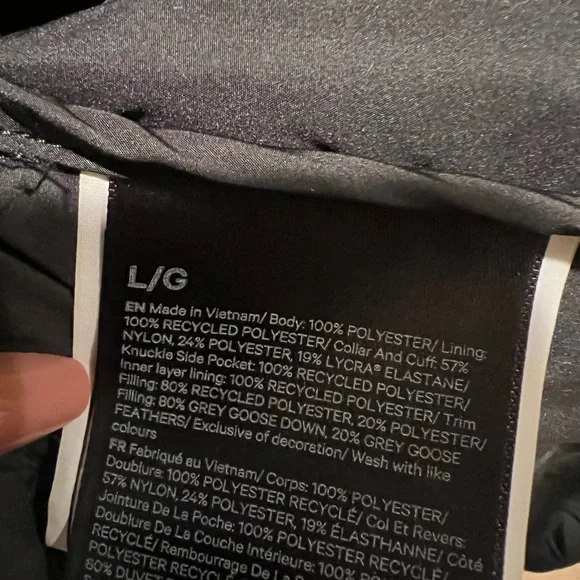 L/G
EN Made in Vietnam/ Body: 100% POLYESTER/ Lining:
100% RECYCLED POLYESTER/ Collar And Cuff: 57%
NYLON, 24% POLYESTER, 19% LYCRA® ELASTANE/
Knuckle Side Pocket: 100% RECYCLED POLYESTER/
Inner layer lining: 100% RECYCLED POLYESTER/ Trim
Filling: 80% RECYCLED POLYESTER, 20% POLYESTER/
Filling: 80% GREY GOOSE DOWN, 20% GREY GOOSE
FEATHERS/ Exclusive of decoration/ Wash with like
colours
FR Fabriqué au Vietnam/ Corps: 100% POLYESTER/
Doublure: 100% POLYESTER RECYCLÉ/ Col Et Revers:
57% NYLON, 24% POLYESTER, 19% ÉLASTHANNE/ Côté
Jointure De La Poche: 100% POLYESTER RECYCLÉ/
Doublure De La Couche Intérieure: 100% POLYESTER
RECYCLÉ/ Rembourrage De La
POLYESTER RECYCLÉ
80% DUVET